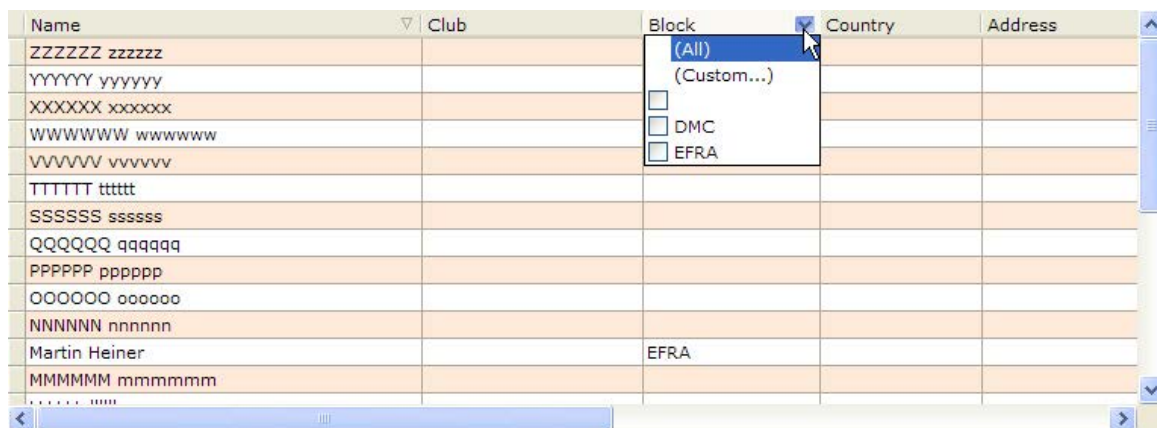 Name Club Block Country Address
ZZZZZZ zzzzzz (All)
YYYYYY yyyyyy (Custom...)
XXXXXX xxxxxx
WWWWWW wwwwww DMC
VVVVVV vvvvvv EFRA
TTTTTT tttttt
SSSSSS ssssss
QQQQQQ qqqqqq
PPPPPP pppppp
OOOOOO oooooo
NNNNNN nnnnnn
Martin Heiner EFRA
MMMMMM mmmmmm